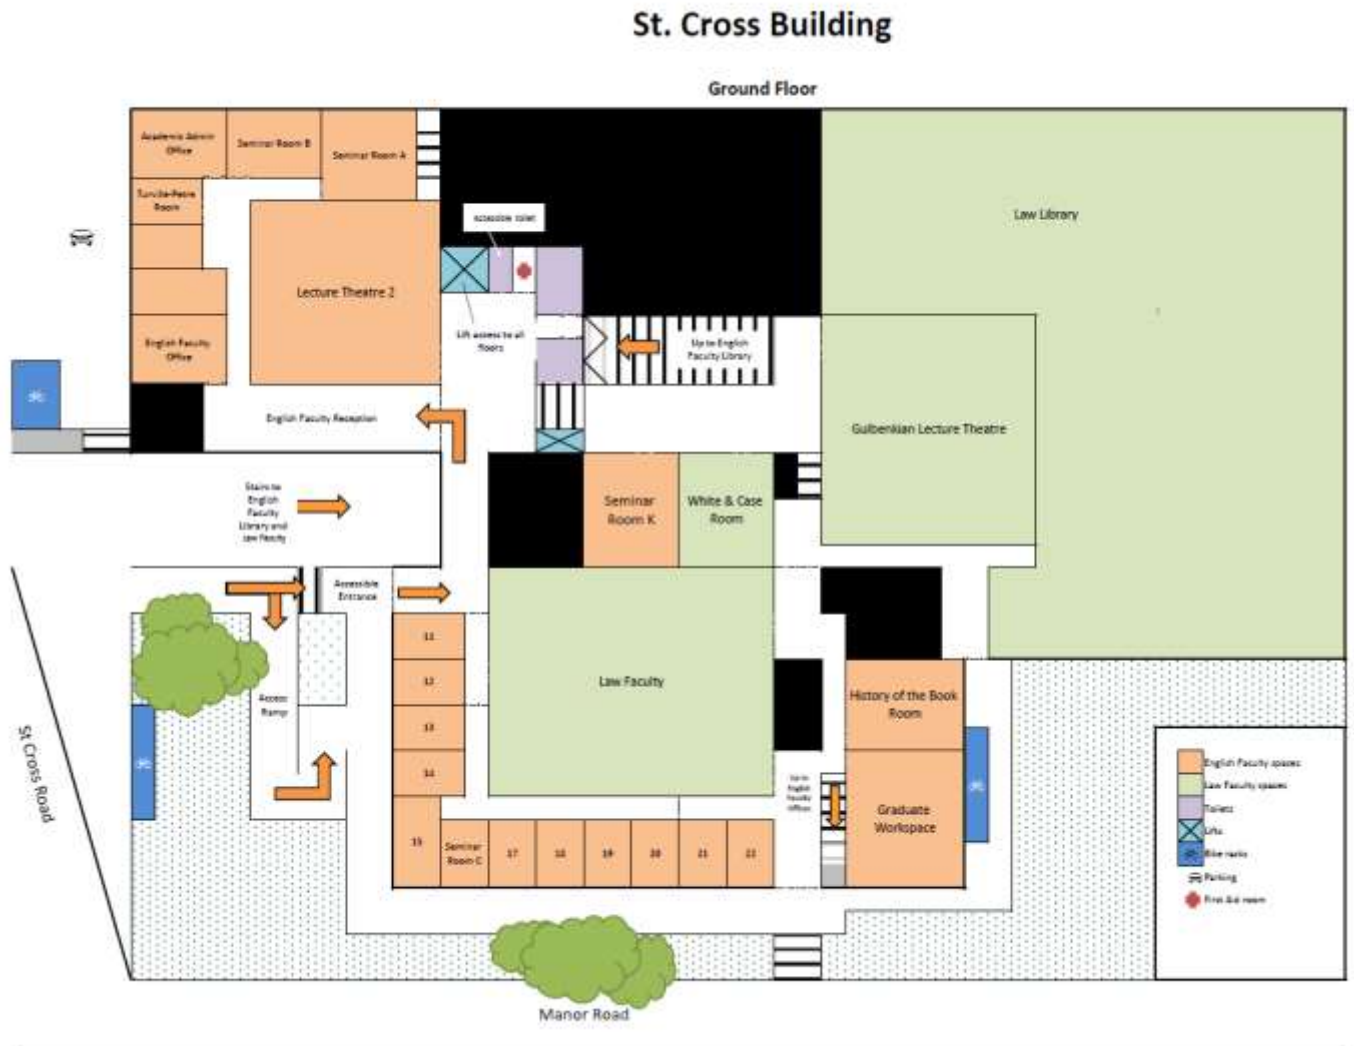 St. Cross Building
Ground Floor
Academic Admin
Office
Seminar Room B
Seminar Room A
Turville-Petre
Room
Lecture Theatre 2
English Faculty
Office
Accessible toilet
Lift access to all
floors
Up to English
Faculty Library
Law Library
Gulbenkian Lecture Theatre
English Faculty Reception
Stairs to
English
Faculty
Library and
Law Faculty
Seminar
Room K
White & Case
Room
Accessible
Entrance
Access
Ramp
11
12
13
14
15
Seminar
Room C
17
18
19
20
21
22
Law Faculty
Up to
English
Faculty
Offices
History of the Book
Room
Graduate
Workspace
St Cross Road
Manor Road
English Faculty spaces
Law Faculty spaces
Toilets
Lifts
Bike racks
Parking
First Aid room